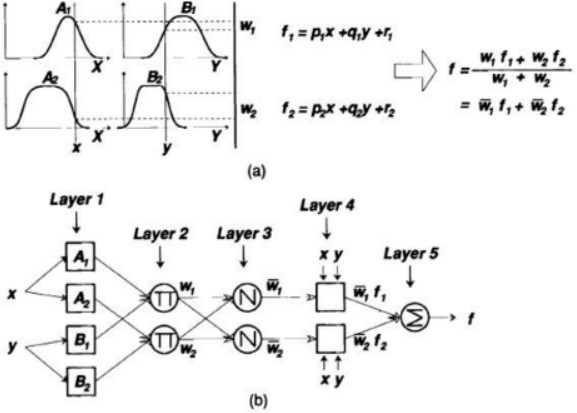 A₁ B₁
w₁
f₁ = p₁x + q₁y + r₁
X Y
f = w₁ f₁ + w₂ f₂
w₁ + w₂
= w̅₁ f₁ + w̅₂ f₂
A₂ B₂
w₂
f₂ = p₂x + q₂y + r₂
X Y
x y
(a)
Layer 1
Layer 2 Layer 3 Layer 4
Layer 5
x y
A₁
x A₂ Π w₁ N w̅₁ w̅₁ f₁
Σ f
y B₁ Π w₂ N w̅₂ w̅₂ f₂
B₂
x y
(b)